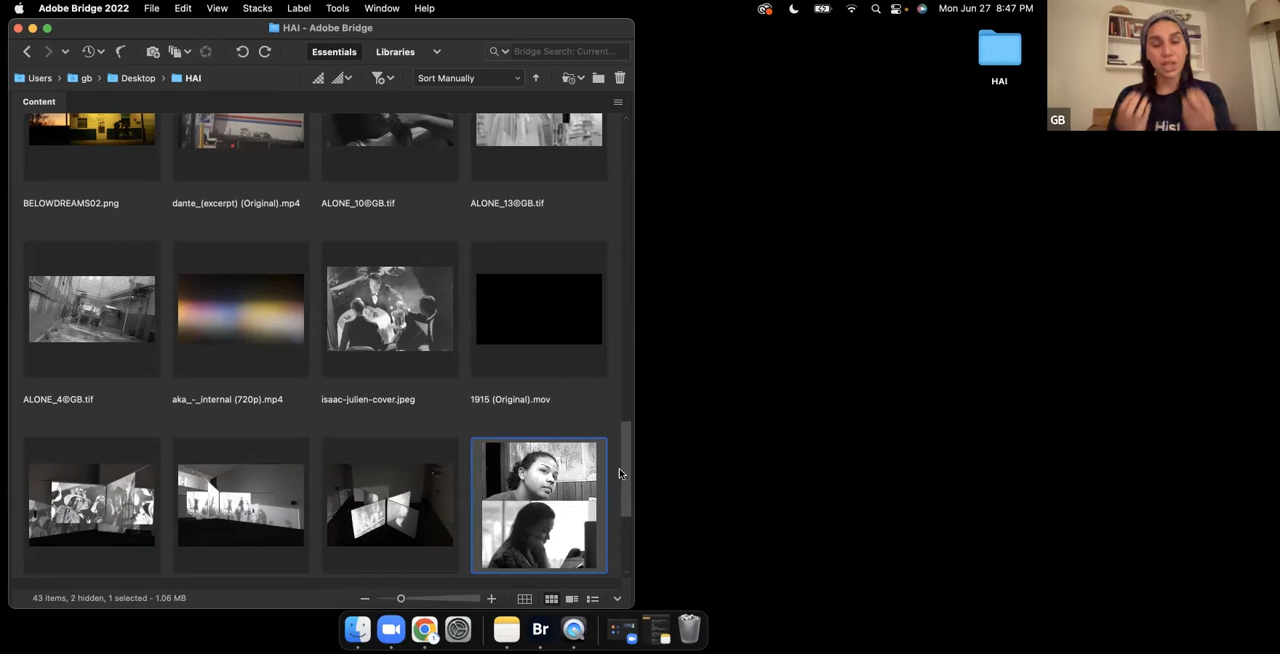 Adobe Bridge 2022 File Edit View Stacks Label Tools Window Help Mon Jun 27 8:47 PM
HAI - Adobe Bridge
Essentials Libraries Bridge Search: Current...
Users gb Desktop HAI Sort Manually
Content
BELOWDREAMS02.png dante_(excerpt) (Original).mp4 ALONE_10©GB.tif ALONE_13©GB.tif
ALONE_4©GB.tif aka_-_internal (720p).mp4 isaac-julien-cover.jpeg 1915 (Original).mov
43 items, 2 hidden, 1 selected - 1.06 MB
HAI
GB
Hist
Br